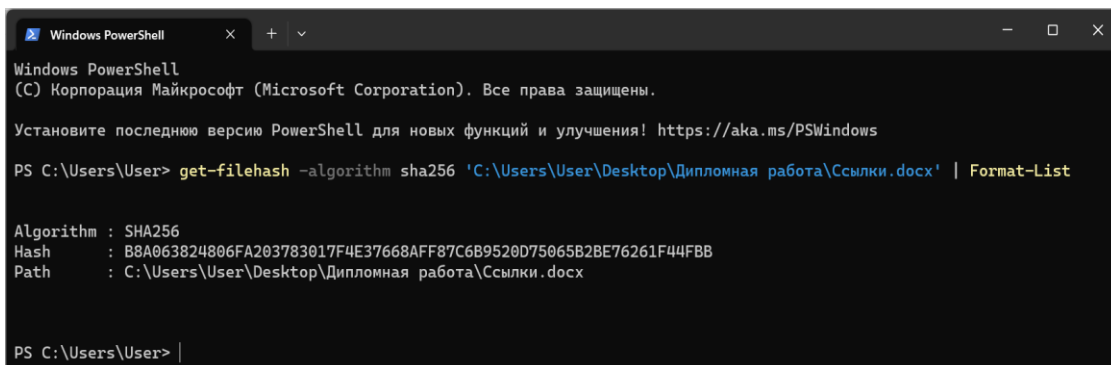 Windows PowerShell
Windows PowerShell
(С) Корпорация Майкрософт (Microsoft Corporation). Все права защищены.
Установите последнюю версию PowerShell для новых функций и улучшения! https://aka.ms/PSWindows
PS C:\Users\User> get-filehash -algorithm sha256 'C:\Users\User\Desktop\Дипломная работа\Ссылки.docx' | Format-List
Algorithm : SHA256
Hash : B8A063824806FA203783017F4E37668AFF87C6B9520D75065B2BE76261F44FBB
Path : C:\Users\User\Desktop\Дипломная работа\Ссылки.docx
PS C:\Users\User>